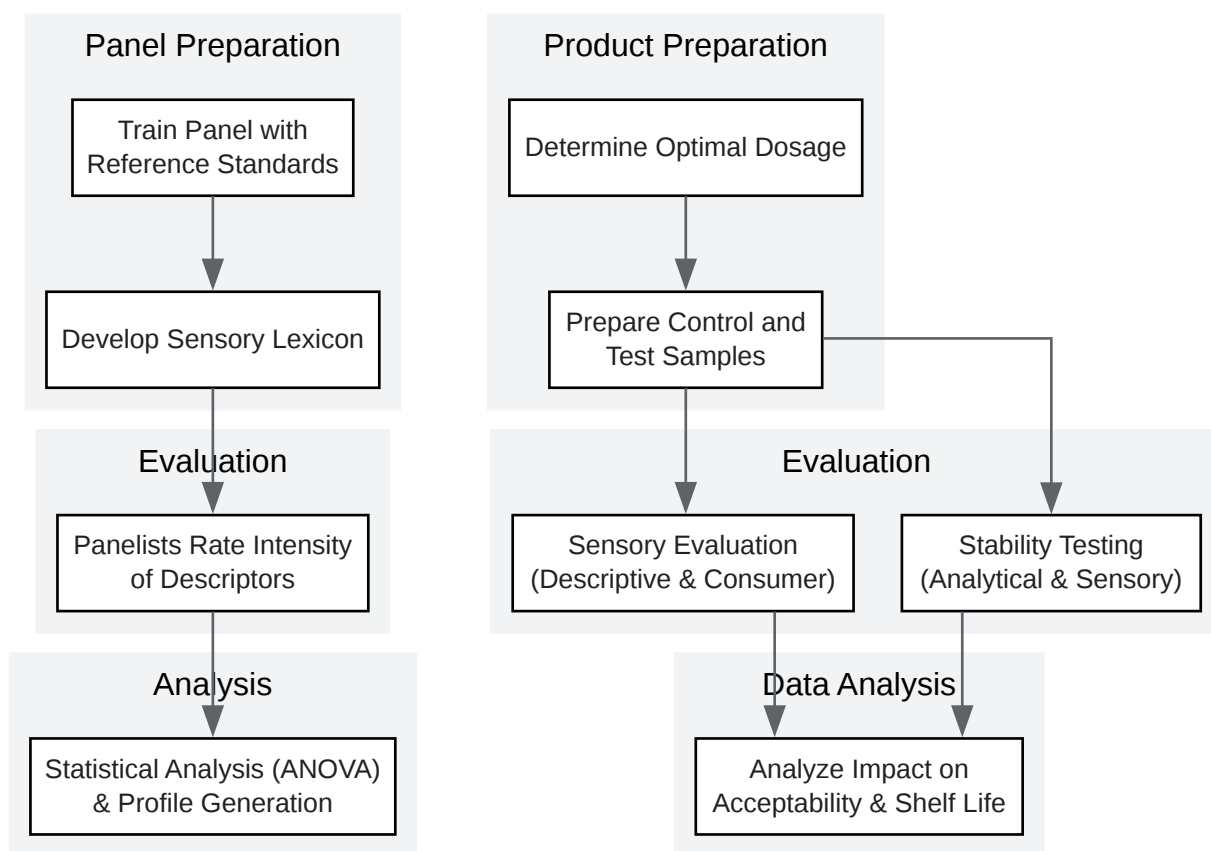 Panel Preparation
Train Panel with
Reference Standards
Develop Sensory Lexicon
Evaluation
Panelists Rate Intensity
of Descriptors
Analysis
Statistical Analysis (ANOVA)
& Profile Generation
Product Preparation
Determine Optimal Dosage
Prepare Control and
Test Samples
Evaluation
Sensory Evaluation
(Descriptive & Consumer)
Stability Testing
(Analytical & Sensory)
Data Analysis
Analyze Impact on
Acceptability & Shelf Life